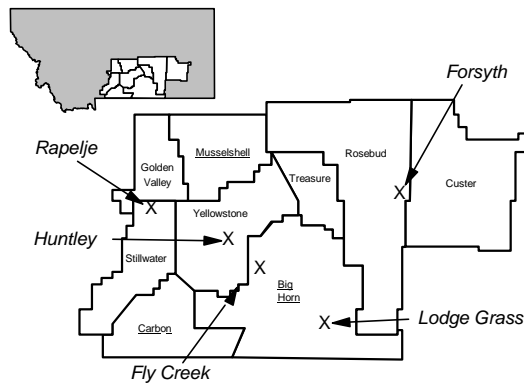 Forsyth
Rapelje
Musselshell
Golden
Valley
Rosebud
Treasure
Custer
Yellowstone
Huntley
Stillwater
Big
Horn
Carbon
Lodge Grass
Fly Creek
X
X
X
X
X